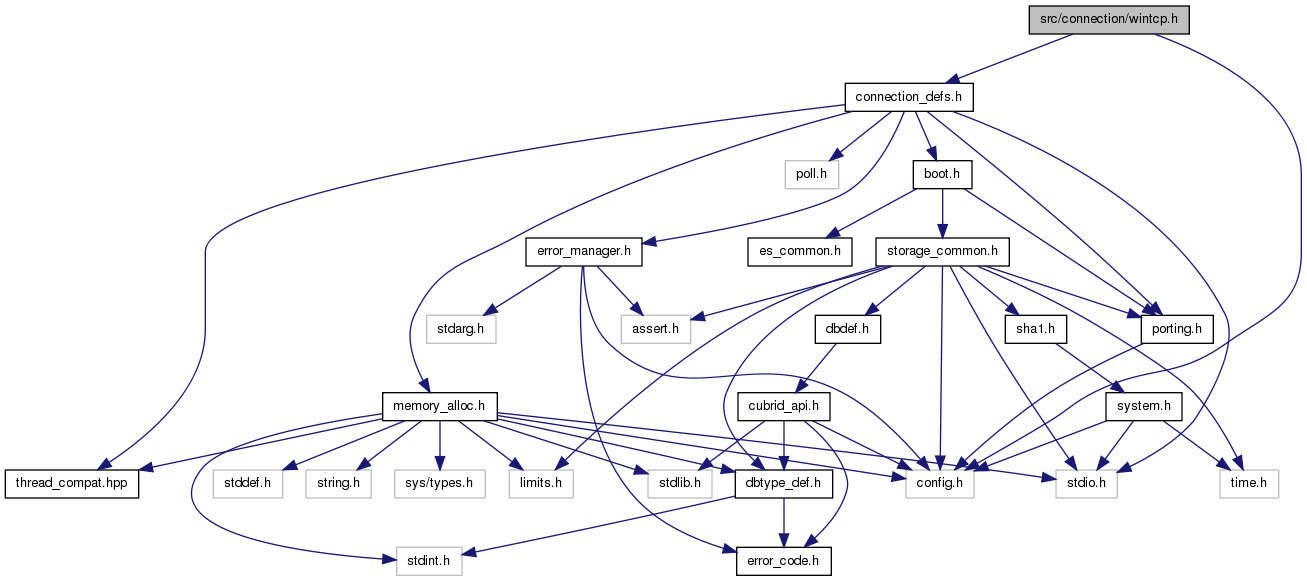 src/connection/wintcp.h
connection_defs.h
poll.h
boot.h
error_manager.h
es_common.h
storage_common.h
stdarg.h
assert.h
dbdef.h
sha1.h
porting.h
memory_alloc.h
cubrid_api.h
system.h
thread_compat.hpp
stddef.h
string.h
sys/types.h
limits.h
stdlib.h
dbtype_def.h
config.h
stdio.h
time.h
stdint.h
error_code.h